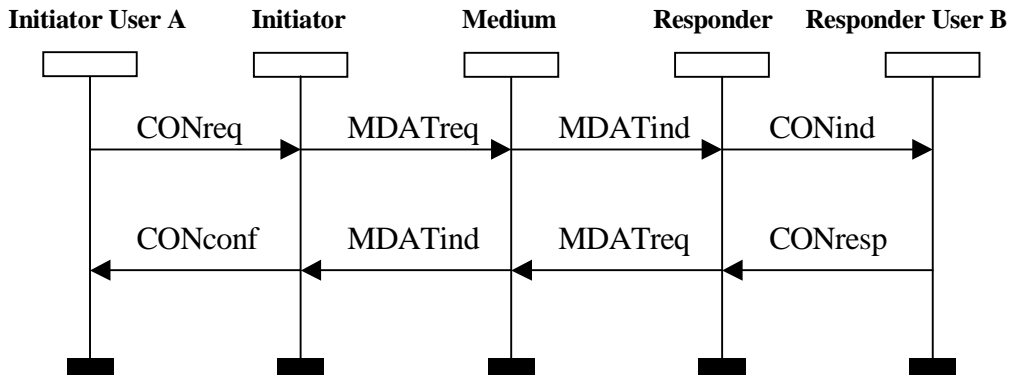 Initiator User A Initiator Medium Responder Responder User B
CONreq MDATreq MDATind CONind
CONconf MDATind MDATreq CONresp